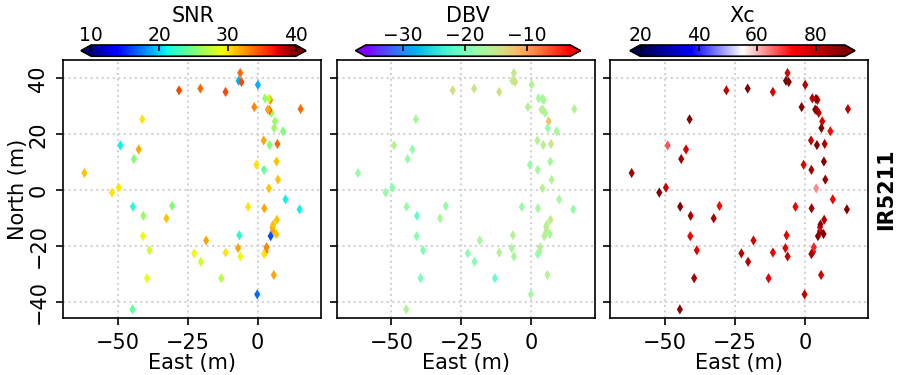 SNR DBV Xc
10 20 30 40 −30 −20 −10 20 40 60 80
40
20
0
−20
−40
North (m)
IR5211
−50 −25 0 −50 −25 0 −50 −25 0
East (m) East (m) East (m)